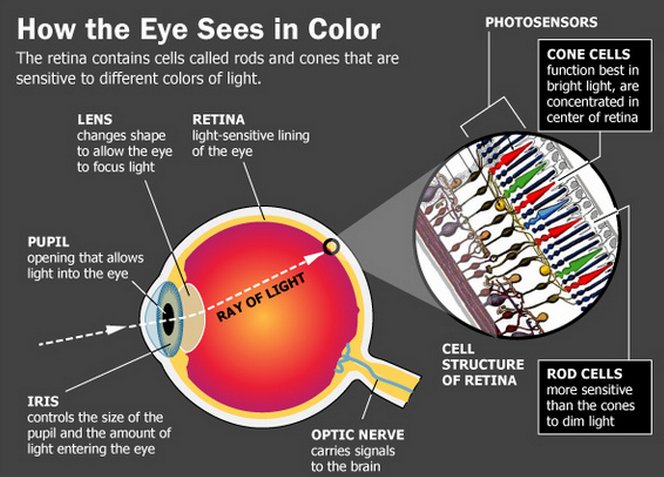 How the Eye Sees in Color
The retina contains cells called rods and cones that are
sensitive to different colors of light.
PHOTOSENSORS
CONE CELLS
function best in
bright light, are
concentrated in
center of retina
LENS
changes shape
to allow the eye
to focus light
RETINA
light-sensitive lining
of the eye
PUPIL
opening that allows
light into the eye
RAY OF LIGHT
IRIS
controls the size of the
pupil and the amount of
light entering the eye
OPTIC NERVE
carries signals
to the brain
CELL
STRUCTURE
OF RETINA
ROD CELLS
more sensitive
than the cones
to dim light